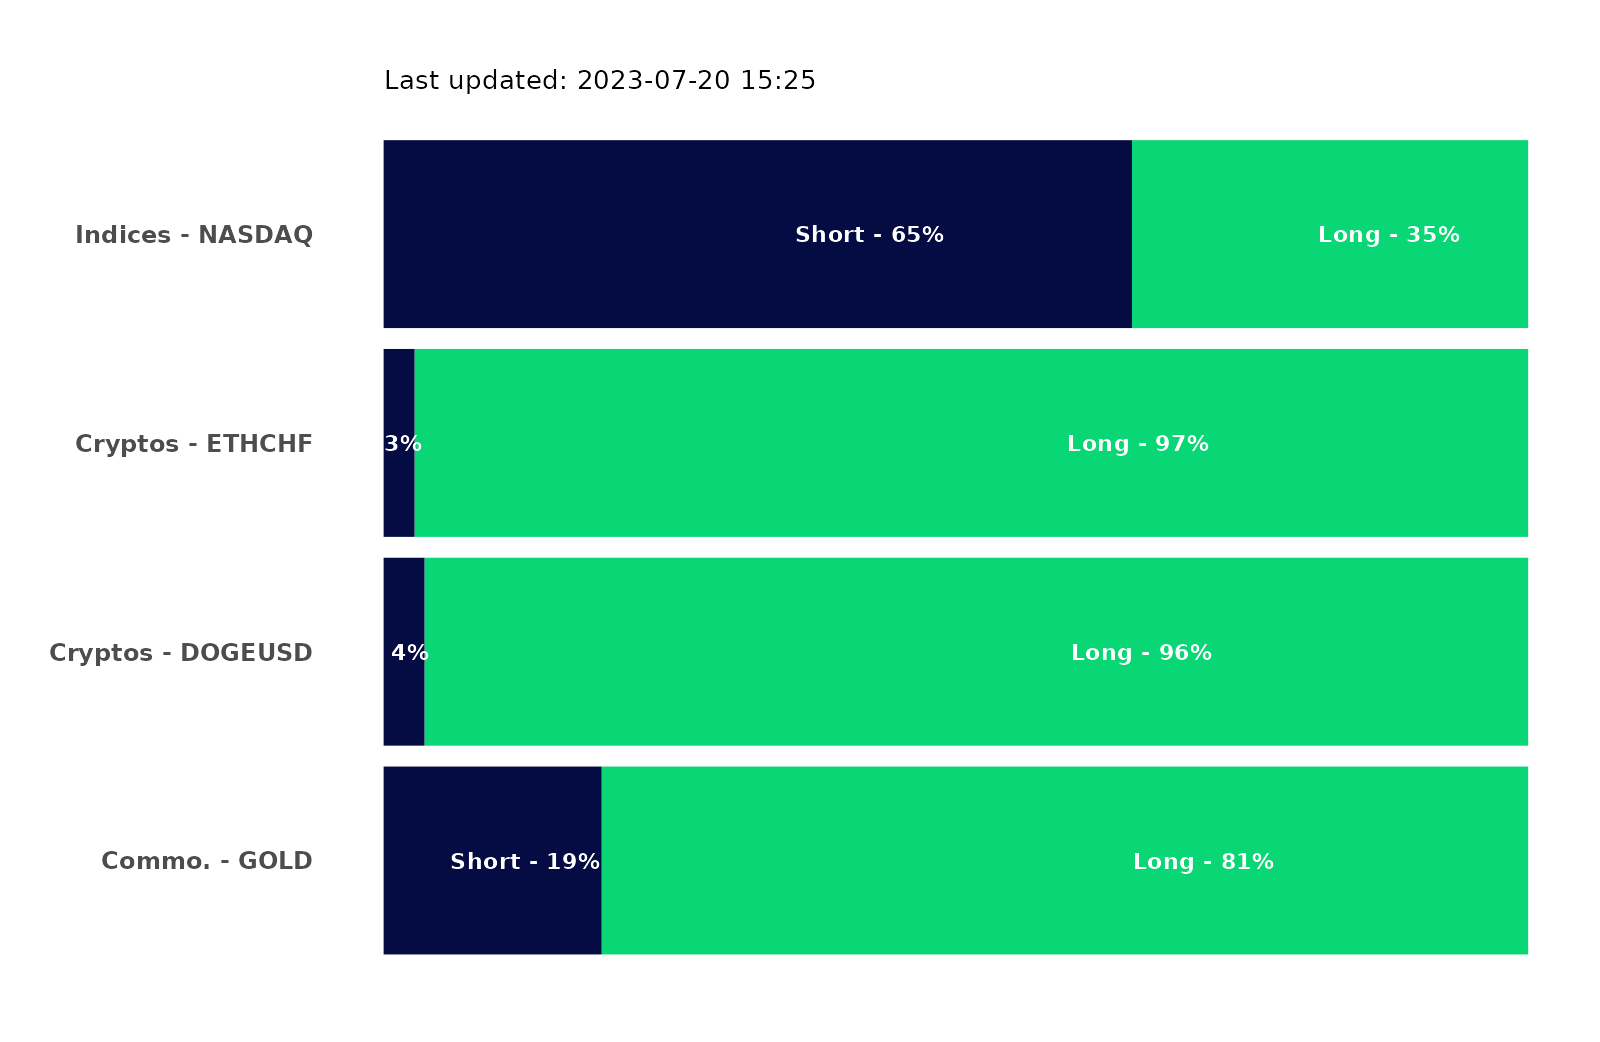 Last updated: 2023-07-20 15:25
Indices - NASDAQ Short - 65% Long - 35%
Cryptos - ETHCHF 3% Long - 97%
Cryptos - DOGEUSD 4% Long - 96%
Commo. - GOLD Short - 19% Long - 81%